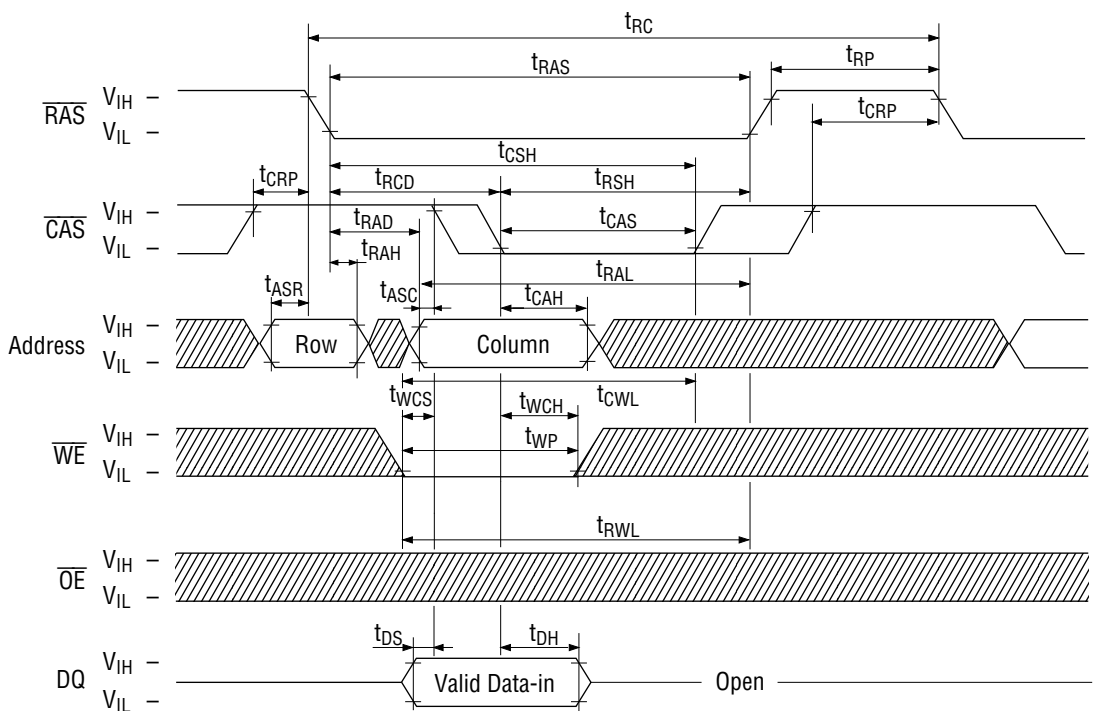 tRC
tRAS
tRP
RAS
VIH –
VIL –
tCRP
tCSH
tCRP
tRCD
tRSH
CAS
VIH –
VIL –
tRAD
tCAS
tRAH
tRAL
tASR
tASC
tCAH
Address
VIH –
VIL –
Row
Column
tWCS
tCWL
tWCH
WE
VIH –
VIL –
tWP
tRWL
OE
VIH –
VIL –
tDS
tDH
DQ
VIH –
VIL –
Valid Data-in
Open